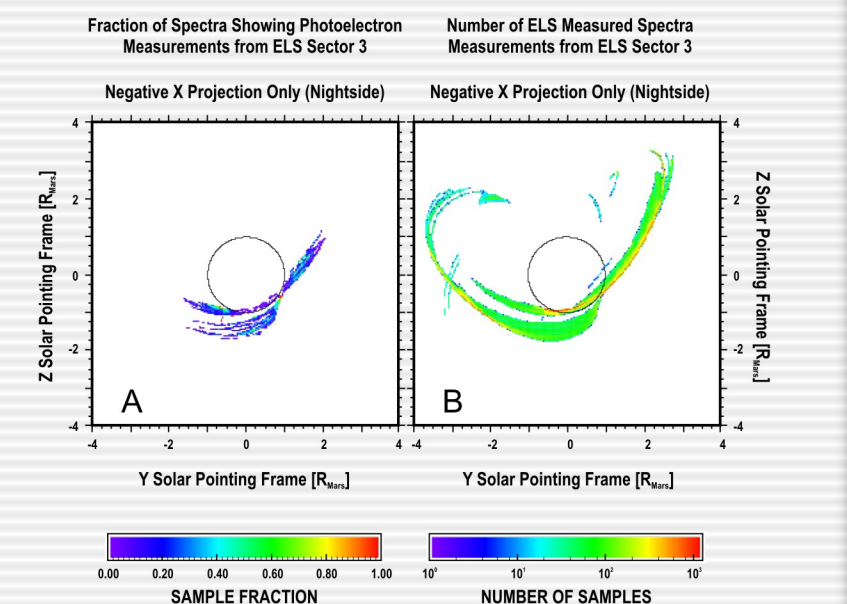 Fraction of Spectra Showing Photoelectron
Measurements from ELS Sector 3
Number of ELS Measured Spectra
Measurements from ELS Sector 3
Negative X Projection Only (Nightside)
Negative X Projection Only (Nightside)
4
2
0
-2
-4
Z Solar Pointing Frame [RMars]
A
-4
-2
0
2
4
Y Solar Pointing Frame [RMars]
B
-4
-2
0
2
4
Y Solar Pointing Frame [RMars]
4
2
0
-2
-4
Z Solar Pointing Frame [RMars]
0.00 0.20 0.40 0.60 0.80 1.00
SAMPLE FRACTION
10⁰ 10¹ 10² 10³
NUMBER OF SAMPLES